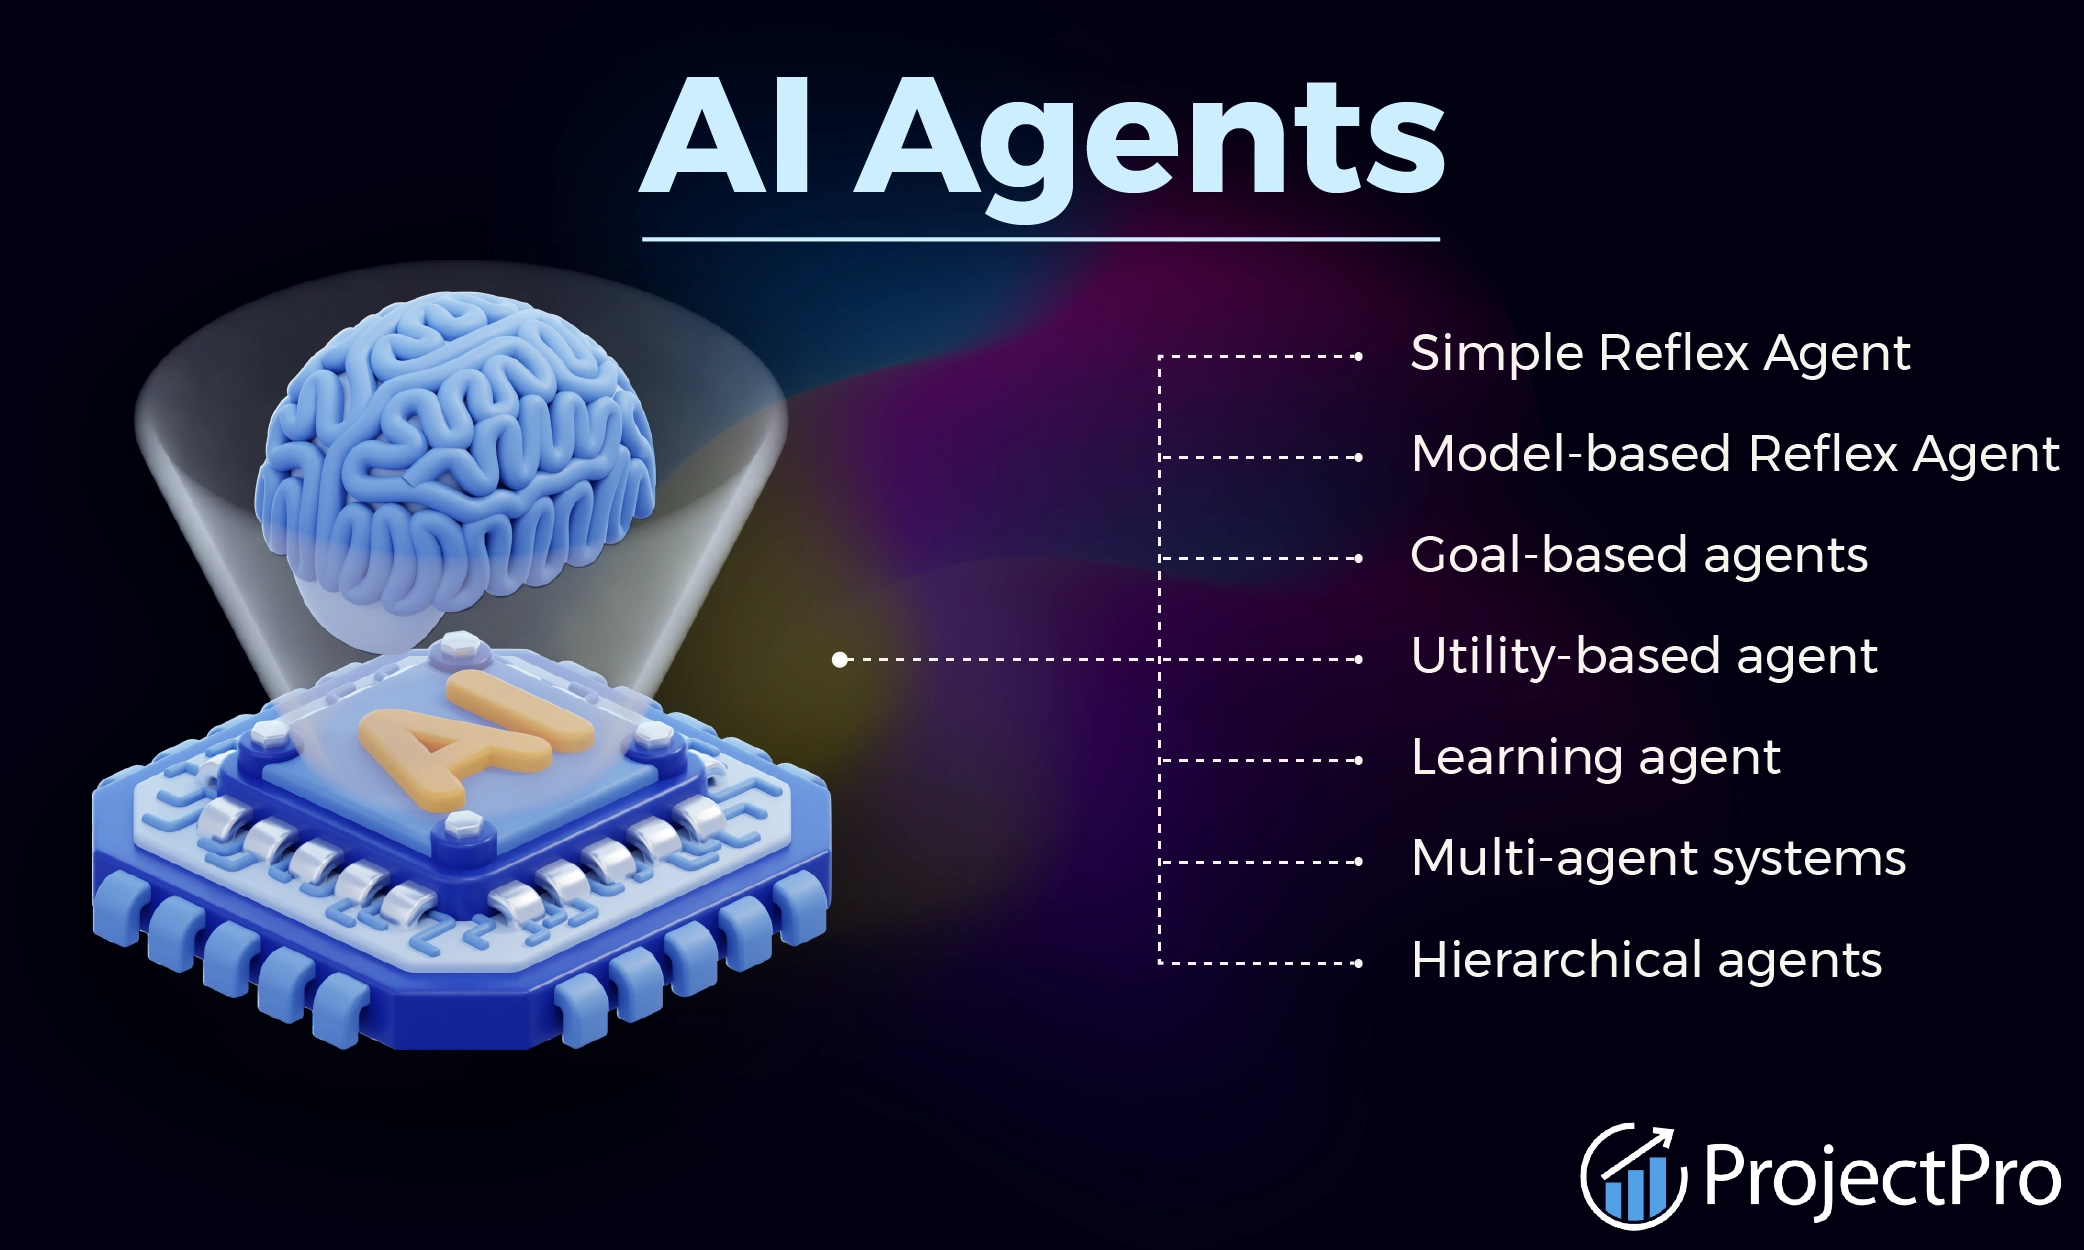 AI Agents
Simple Reflex Agent
Model-based Reflex Agent
Goal-based agents
Utility-based agent
Learning agent
Multi-agent systems
Hierarchical agents
AI
ProjectPro